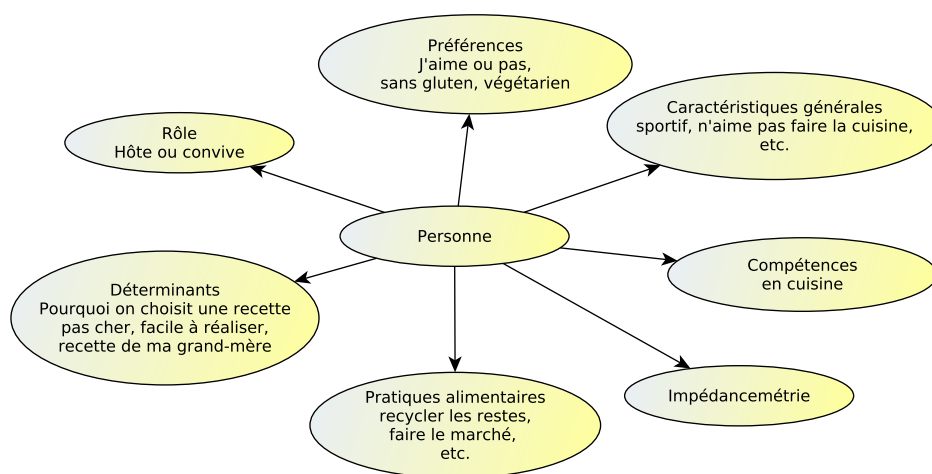 Préférences
J'aime ou pas,
sans gluten, végétarien
Caractéristiques générales
sportif, n'aime pas faire la cuisine,
etc.
Rôle
Hôte ou convive
Personne
Compétences
en cuisine
Déterminants
Pourquoi on choisit une recette
pas cher, facile à réaliser,
recette de ma grand-mère
Impédancemétrie
Pratiques alimentaires
recycler les restes,
faire le marché,
etc.